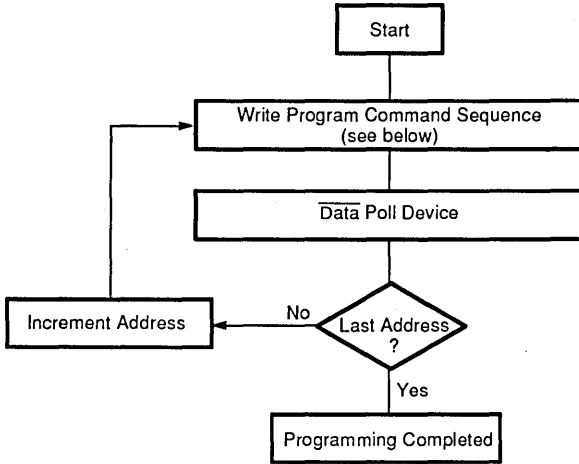 Start
Write Program Command Sequence
(see below)
Data Poll Device
No
Increment Address
Last Address
?
Yes
Programming Completed